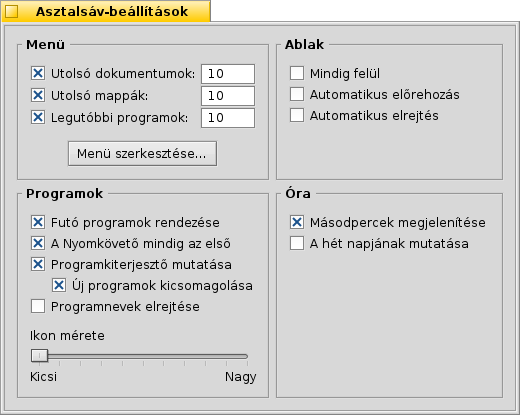 Asztalsáv-beállítások
Menü
Utolsó dokumentumok: 10
Utolsó mappák: 10
Legutóbbi programok: 10
Menü szerkesztése...
Ablak
Mindig felül
Automatikus előrehozás
Automatikus elrejtés
Programok
Futó programok rendezése
A Nyomkövető mindig az első
Programkiterjesztő mutatása
Új programok kicsomagolása
Programnevek elrejtése
Ikon mérete
Kicsi Nagy
Óra
Másodpercek megjelenítése
A hét napjának mutatása